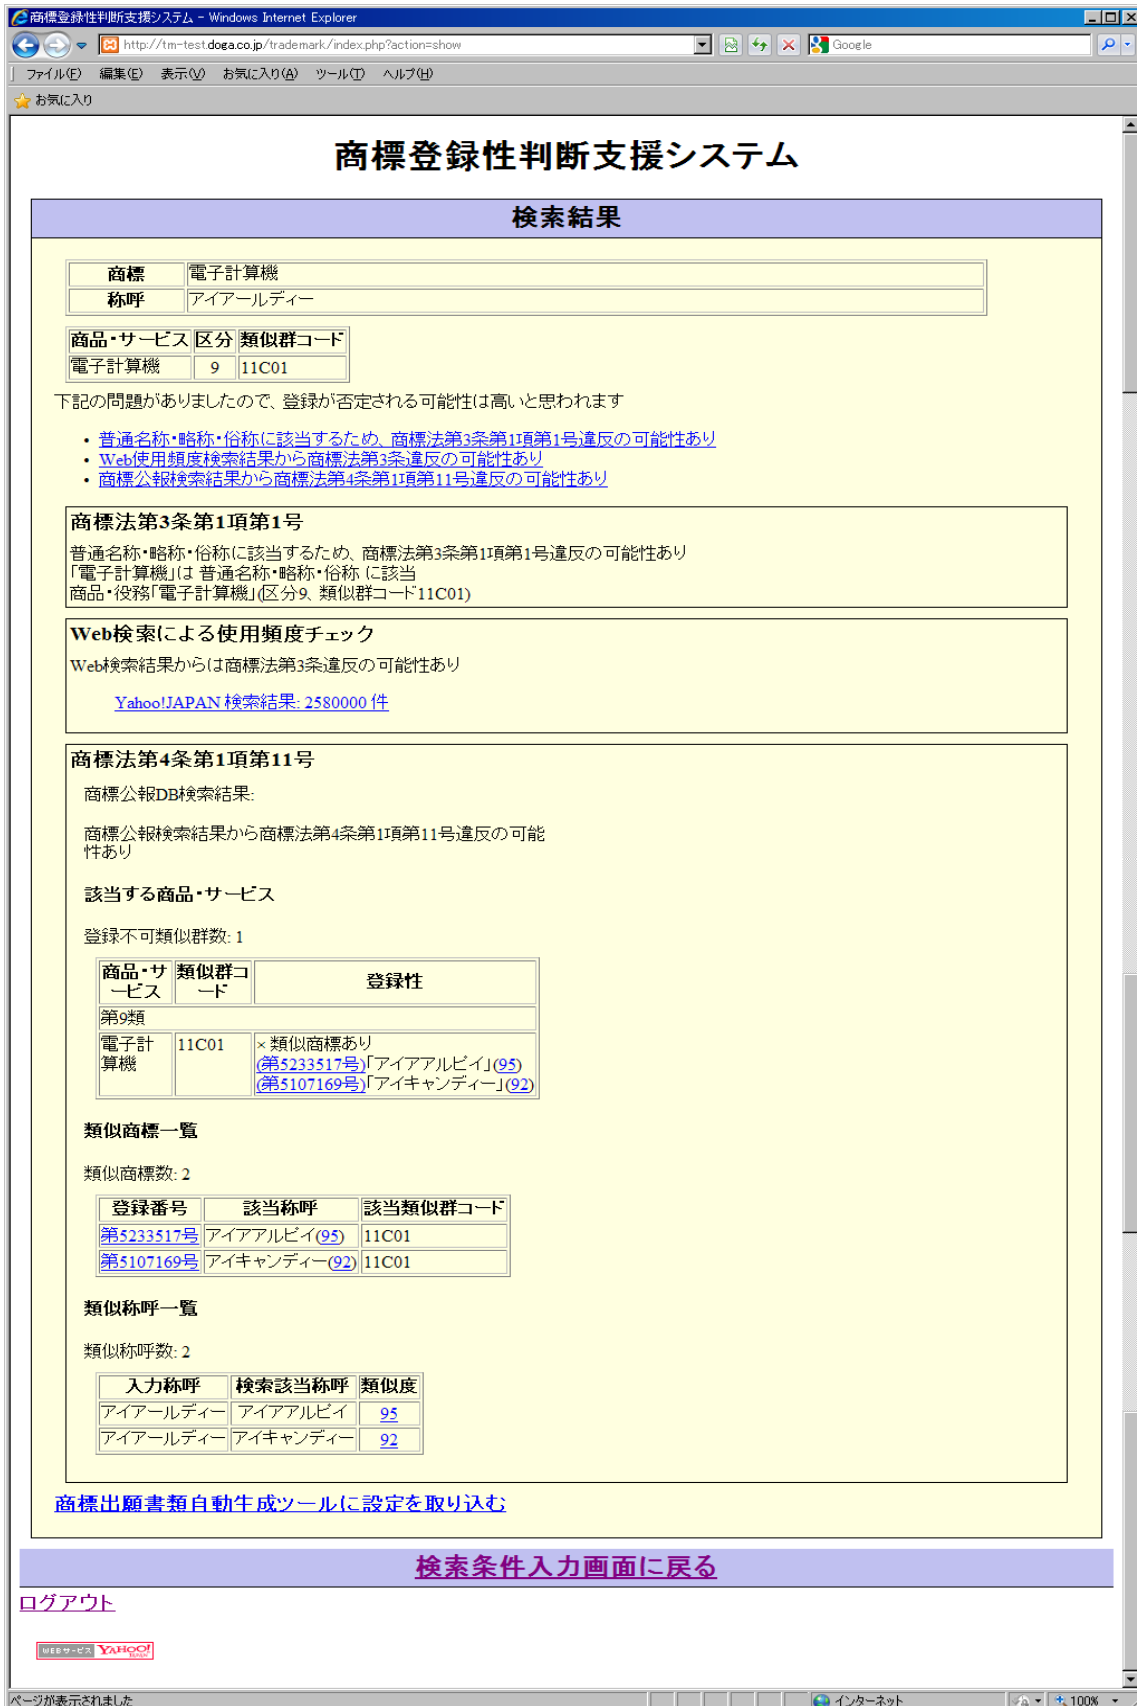 商標登録性判断支援システム - Windows Internet Explorer
http://tm-test.doga.co.jp/trademark/index.php?action=show
Google
ファイル(F) 編集(E) 表示(V) お気に入り(A) ツール(T) ヘルプ(H)
お気に入り
商標登録性判断支援システム
検索結果
商標 電子計算機
称呼 アイアールディー
商品・サービス 区分 類似群コード
電子計算機 9 11C01
下記の問題がありましたので、登録が否定される可能性は高いと思われます
• 普通名称・略称・俗称に該当するため、商標法第3条第1項第1号違反の可能性あり
• Web使用頻度検索結果から商標法第3条違反の可能性あり
• 商標公報検索結果から商標法第4条第1項第11号違反の可能性あり
商標法第3条第1項第1号
普通名称・略称・俗称に該当するため、商標法第3条第1項第1号違反の可能性あり
「電子計算機」は 普通名称・略称・俗称 に該当
商品・役務「電子計算機」(区分9、類似群コード11C01)
Web検索による使用頻度チェック
Web検索結果からは商標法第3条違反の可能性あり
Yahoo!JAPAN 検索結果: 2580000 件
商標法第4条第1項第11号
商標公報DB検索結果:
商標公報検索結果から商標法第4条第1項第11号違反の可能
性あり
該当する商品・サービス
登録不可類似群数: 1
商品・サ 類似群コ 登録性
ービス ード
第9類
電子計 11C01 × 類似商標あり
算機 (第5233517号)「アイアアルビイ」(95)
(第5107169号)「アイキャンディー」(92)
類似商標一覧
類似商標数: 2
登録番号 該当称呼 該当類似群コード
第5233517号 アイアアルビイ(95) 11C01
第5107169号 アイキャンディー(92) 11C01
類似称呼一覧
類似称呼数: 2
入力称呼 検索該当称呼 類似度
アイアールディー アイアアルビイ 95
アイアールディー アイキャンディー 92
商標出願書類自動生成ツールに設定を取り込む
検索条件入力画面に戻る
ログアウト
WEBサービス YAHOO! JAPAN
ページが表示されました インターネット 100%